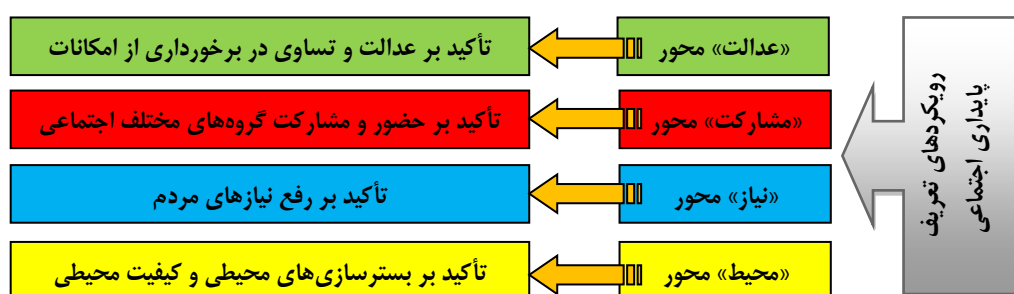 رویکردهای تعریف
پایداری اجتماعی
«عدالت» محور
تأکید بر عدالت و تساوی در برخورداری از امکانات
«مشارکت» محور
تأکید بر حضور و مشارکت گروه‌های مختلف اجتماعی
«نیاز» محور
تأکید بر رفع نیازهای مردم
«محیط» محور
تأکید بر بسترسازی‌های محیطی و کیفیت محیطی